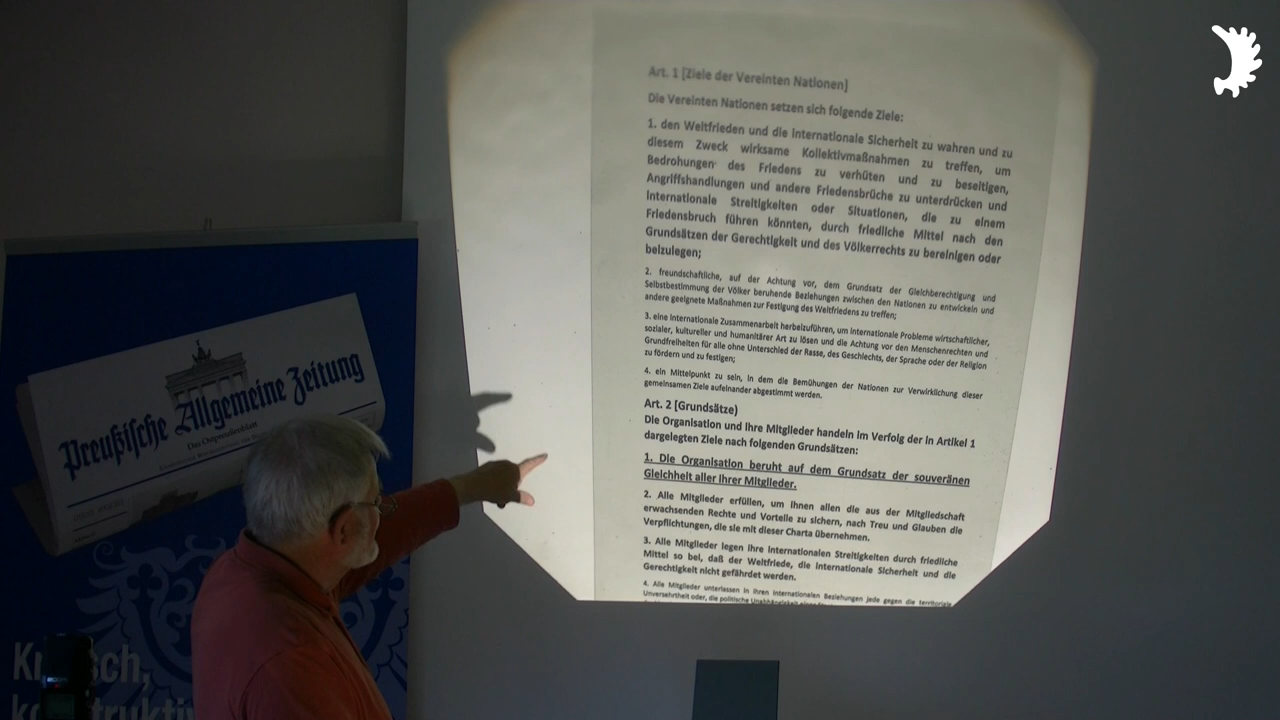 Art. 1 [Ziele der Vereinten Nationen]
Die Vereinten Nationen setzen sich folgende Ziele:
1. den Weltfrieden und die internationale Sicherheit zu wahren und zu
diesem Zweck wirksame Kollektivmaßnahmen zu treffen, um
Bedrohungen des Friedens zu verhüten und zu beseitigen,
Angriffshandlungen und andere Friedensbrüche zu unterdrücken und
internationale Streitigkeiten oder Situationen, die zu einem
Friedensbruch führen könnten, durch friedliche Mittel nach den
Grundsätzen der Gerechtigkeit und des Völkerrechts zu bereinigen oder
beizulegen;
2. freundschaftliche, auf der Achtung vor, dem Grundsatz der Gleichberechtigung und
Selbstbestimmung der Völker beruhende Beziehungen zwischen den Nationen zu entwickeln und
andere geeignete Maßnahmen zur Festigung des Weltfriedens zu treffen;
3. eine internationale Zusammenarbeit herbeizuführen, um internationale Probleme wirtschaftlicher,
sozialer, kultureller und humanitärer Art zu lösen und die Achtung vor den Menschenrechten und
Grundfreiheiten für alle ohne Unterschied der Rasse, des Geschlechts, der Sprache oder der Religion
zu fördern und zu festigen;
4. ein Mittelpunkt zu sein, in dem die Bemühungen der Nationen zur Verwirklichung dieser
gemeinsamen Ziele aufeinander abgestimmt werden.
Art. 2 [Grundsätze)
Die Organisation und ihre Mitglieder handeln im Verfolg der in Artikel 1
dargelegten Ziele nach folgenden Grundsätzen:
1. Die Organisation beruht auf dem Grundsatz der souveränen
Gleichheit aller ihrer Mitglieder.
2. Alle Mitglieder erfüllen, um Ihnen allen die aus der Mitgliedschaft
erwachsenden Rechte und Vorteile zu sichern, nach Treu und Glauben die
Verpflichtungen, die sie mit dieser Charta übernehmen.
3. Alle Mitglieder legen ihre internationalen Streitigkeiten durch friedliche
Mittel so bei, daß der Weltfriede, die internationale Sicherheit und die
Gerechtigkeit nicht gefährdet werden.
4. Alle Mitglieder unterlassen in ihren internationalen Beziehungen jede gegen die territoriale
Unversehrtheit oder, die politische Unabhängigkeit
Preußische Allgemeine Zeitung
Das Ostpreußenblatt